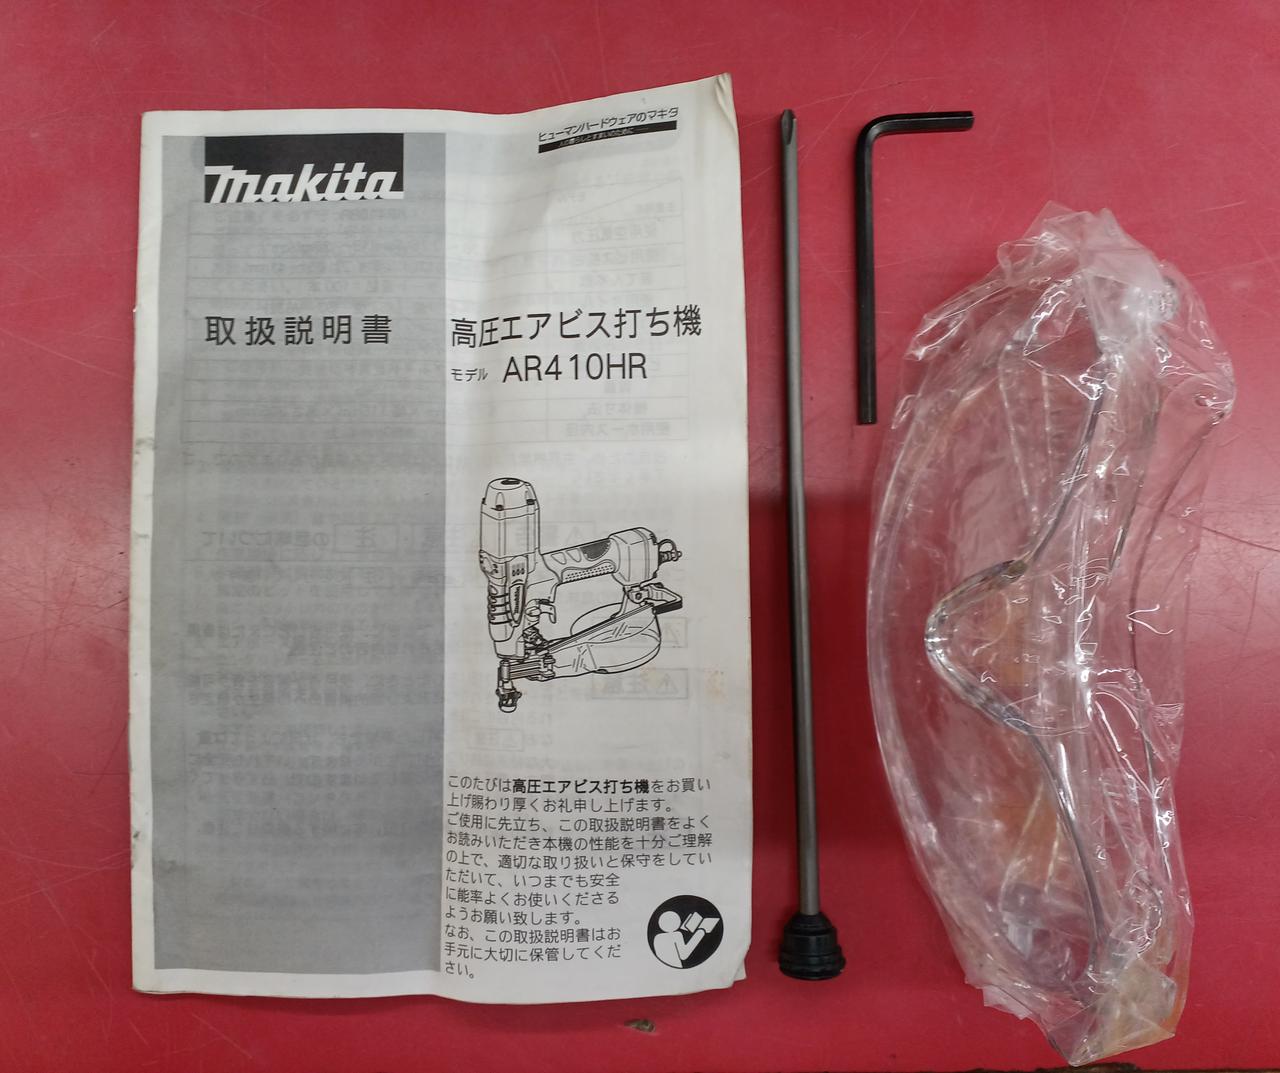 ヒューマンハードウェアのマキタ
makita
取扱説明書
高圧エアビス打ち機
モデル AR410HR
このたびは高圧エアビス打ち機をお買い
上げ賜わり厚くお礼申し上げます。
ご使用に先立ち、この取扱説明書をよく
お読みいただき本機の性能を十分ご理解
の上で、適切な取り扱いと保守をしてい
ただいて、いつまでも安全
に能率よくお使いくださる
ようお願い致します。
なお、この取扱説明書はお
手元に大切に保管してくだ
さい。